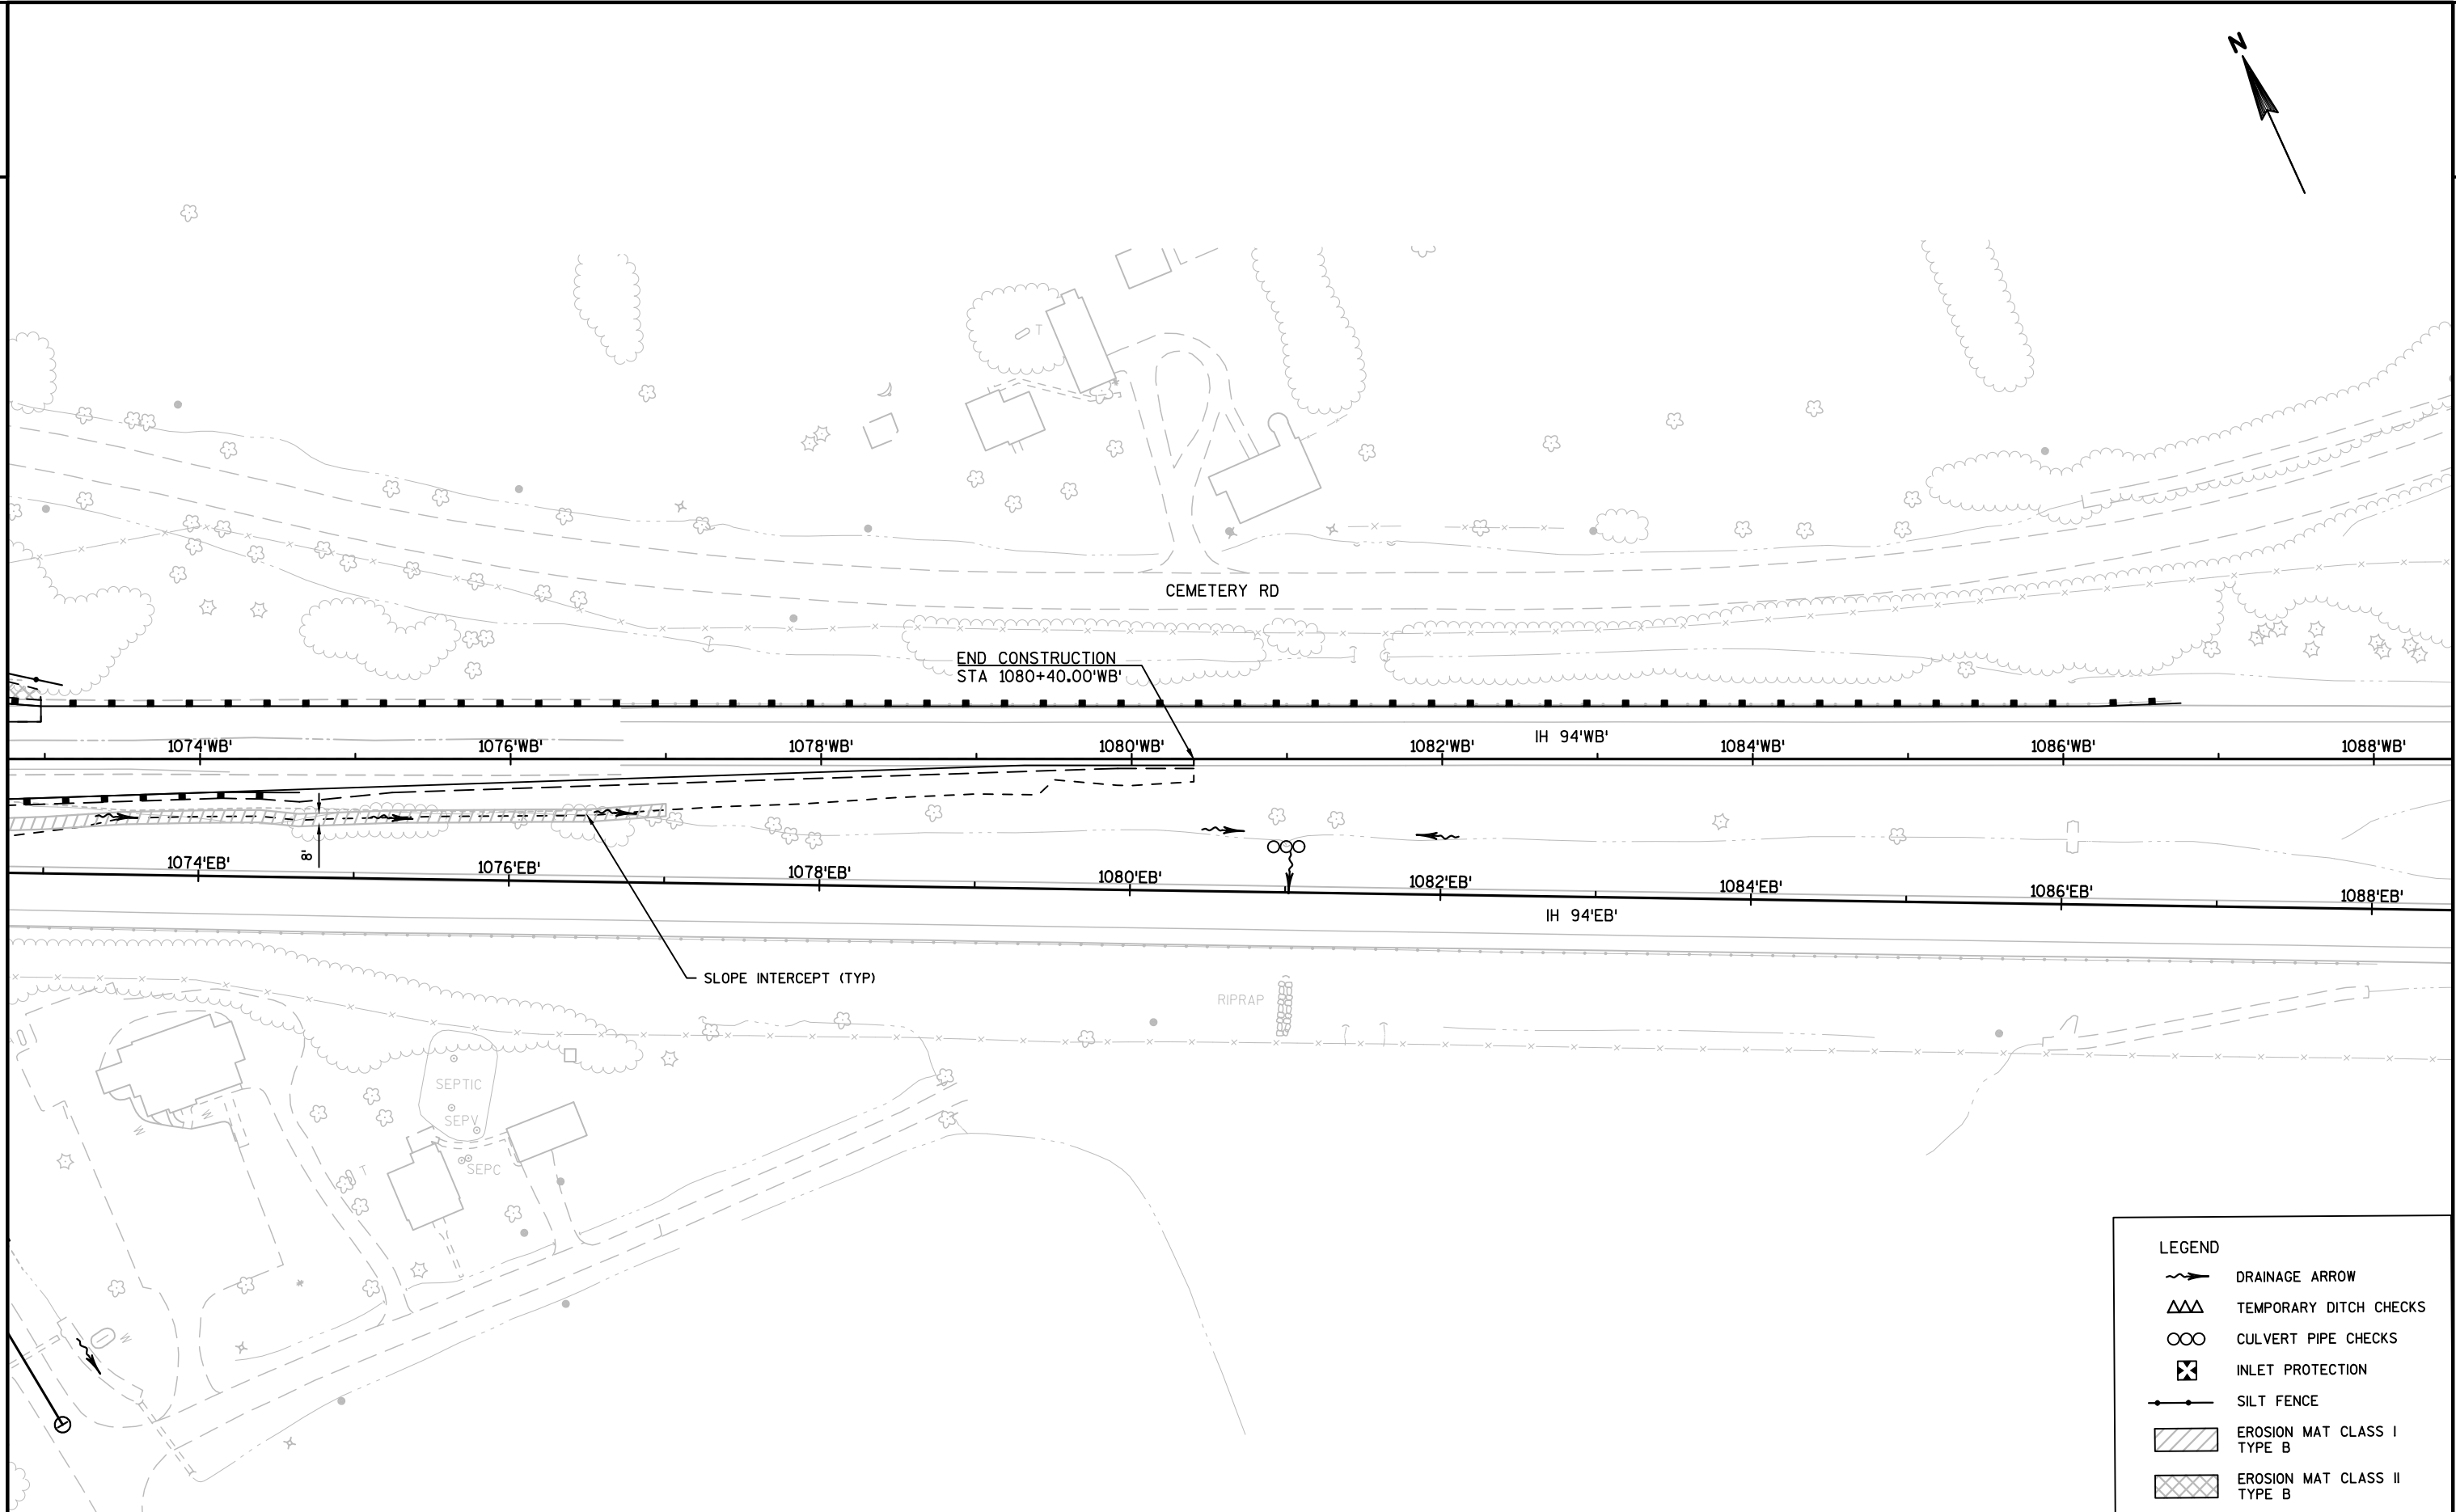 N
T
CEMETERY RD
END CONSTRUCTION
STA 1080+40.00'WB'
IH 94'WB'
1074'WB'
1076'WB'
1078'WB'
1080'WB'
1082'WB'
1084'WB'
1086'WB'
1088'WB'
8'
1074'EB'
1076'EB'
1078'EB'
1080'EB'
1082'EB'
1084'EB'
1086'EB'
1088'EB'
IH 94'EB'
SLOPE INTERCEPT (TYP)
RIPRAP
SEPTIC
SEPV
SEPC
W
W
T
W
LEGEND
DRAINAGE ARROW
TEMPORARY DITCH CHECKS
CULVERT PIPE CHECKS
INLET PROTECTION
SILT FENCE
EROSION MAT CLASS I
TYPE B
EROSION MAT CLASS II
TYPE B